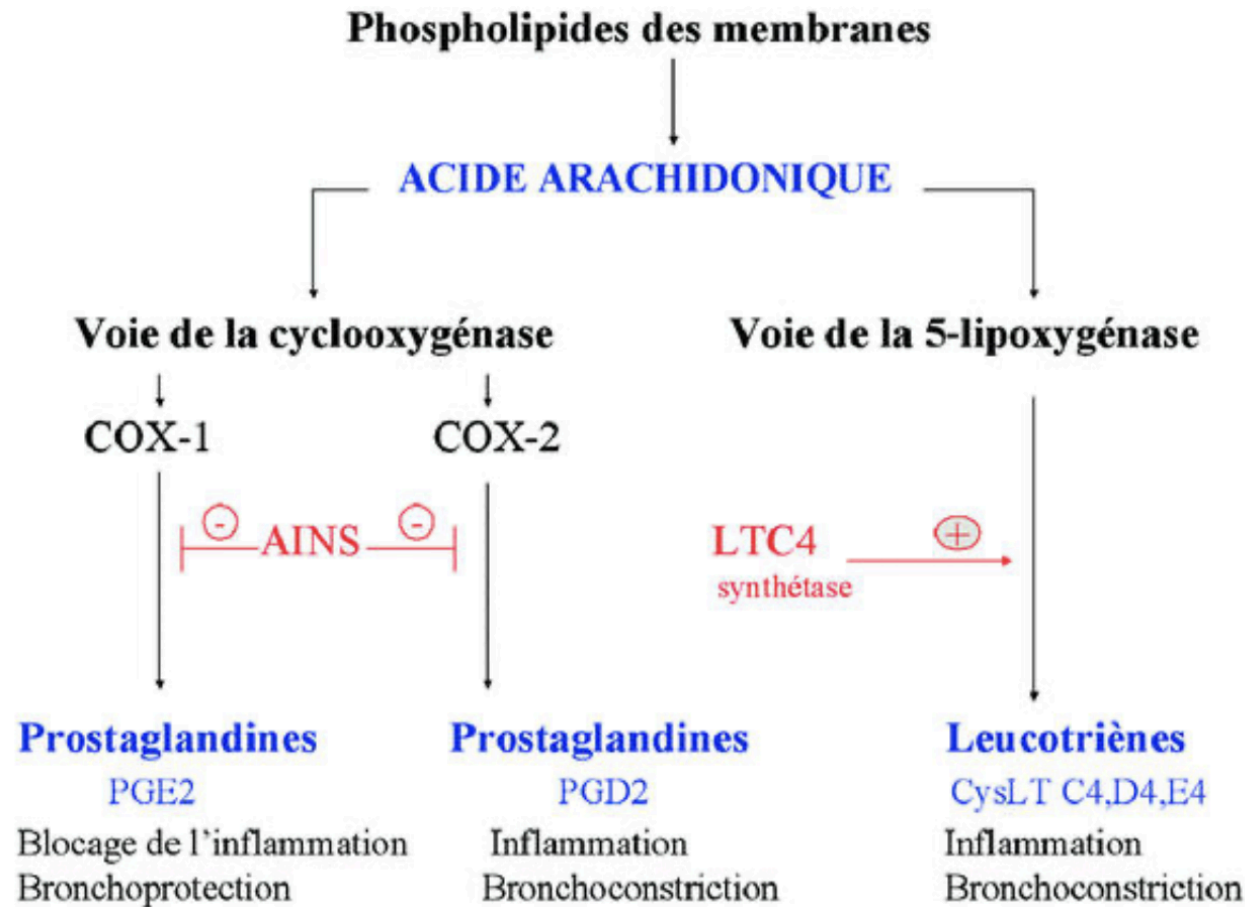 Phospholipides des membranes
ACIDE ARACHIDONIQUE
Voie de la cyclooxygénase
Voie de la 5-lipoxygénase
COX-1
COX-2
-
AINS
-
LTC4
synthétase
+
Prostaglandines
PGE2
Blocage de l'inflammation
Bronchoprotection
Prostaglandines
PGD2
Inflammation
Bronchoconstriction
Leucotriènes
CysLT C4,D4,E4
Inflammation
Bronchoconstriction